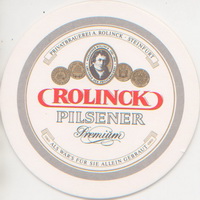 PRIVATBRAUEREI A. ROLINCK · STEINFURT
ROLINCK
PILSENER
Premium
ALS WÄR'S FÜR SIE ALLEIN GEBRAUT